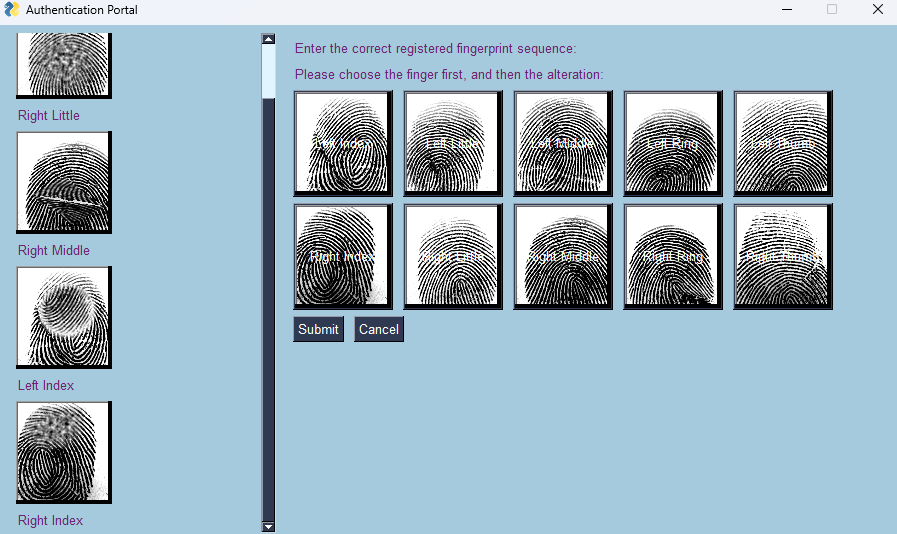 Authentication Portal
Right Little
Right Middle
Left Index
Right Index
Enter the correct registered fingerprint sequence:
Please choose the finger first, and then the alteration:
Left Index Left Little Left Middle Left Ring Left Thumb
Right Index Right Little Right Middle Right Ring Right Thumb
Submit Cancel